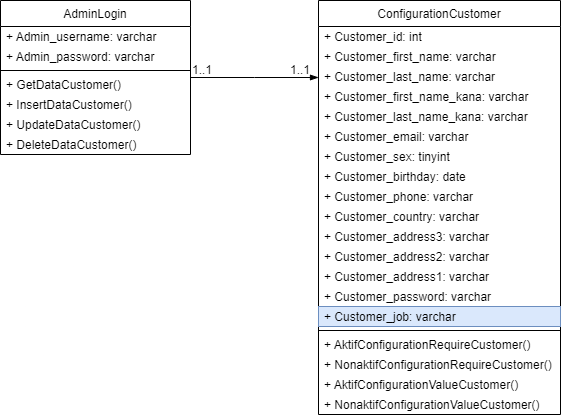 AdminLogin
+ Admin_username: varchar
+ Admin_password: varchar
+ GetDataCustomer()
+ InsertDataCustomer()
+ UpdateDataCustomer()
+ DeleteDataCustomer()
1..1
1..1
ConfigurationCustomer
+ Customer_id: int
+ Customer_first_name: varchar
+ Customer_last_name: varchar
+ Customer_first_name_kana: varchar
+ Customer_last_name_kana: varchar
+ Customer_email: varchar
+ Customer_sex: tinyint
+ Customer_birthday: date
+ Customer_phone: varchar
+ Customer_country: varchar
+ Customer_address3: varchar
+ Customer_address2: varchar
+ Customer_address1: varchar
+ Customer_password: varchar
+ Customer_job: varchar
+ AktifConfigurationRequireCustomer()
+ NonaktifConfigurationRequireCustomer()
+ AktifConfigurationValueCustomer()
+ NonaktifConfigurationValueCustomer()